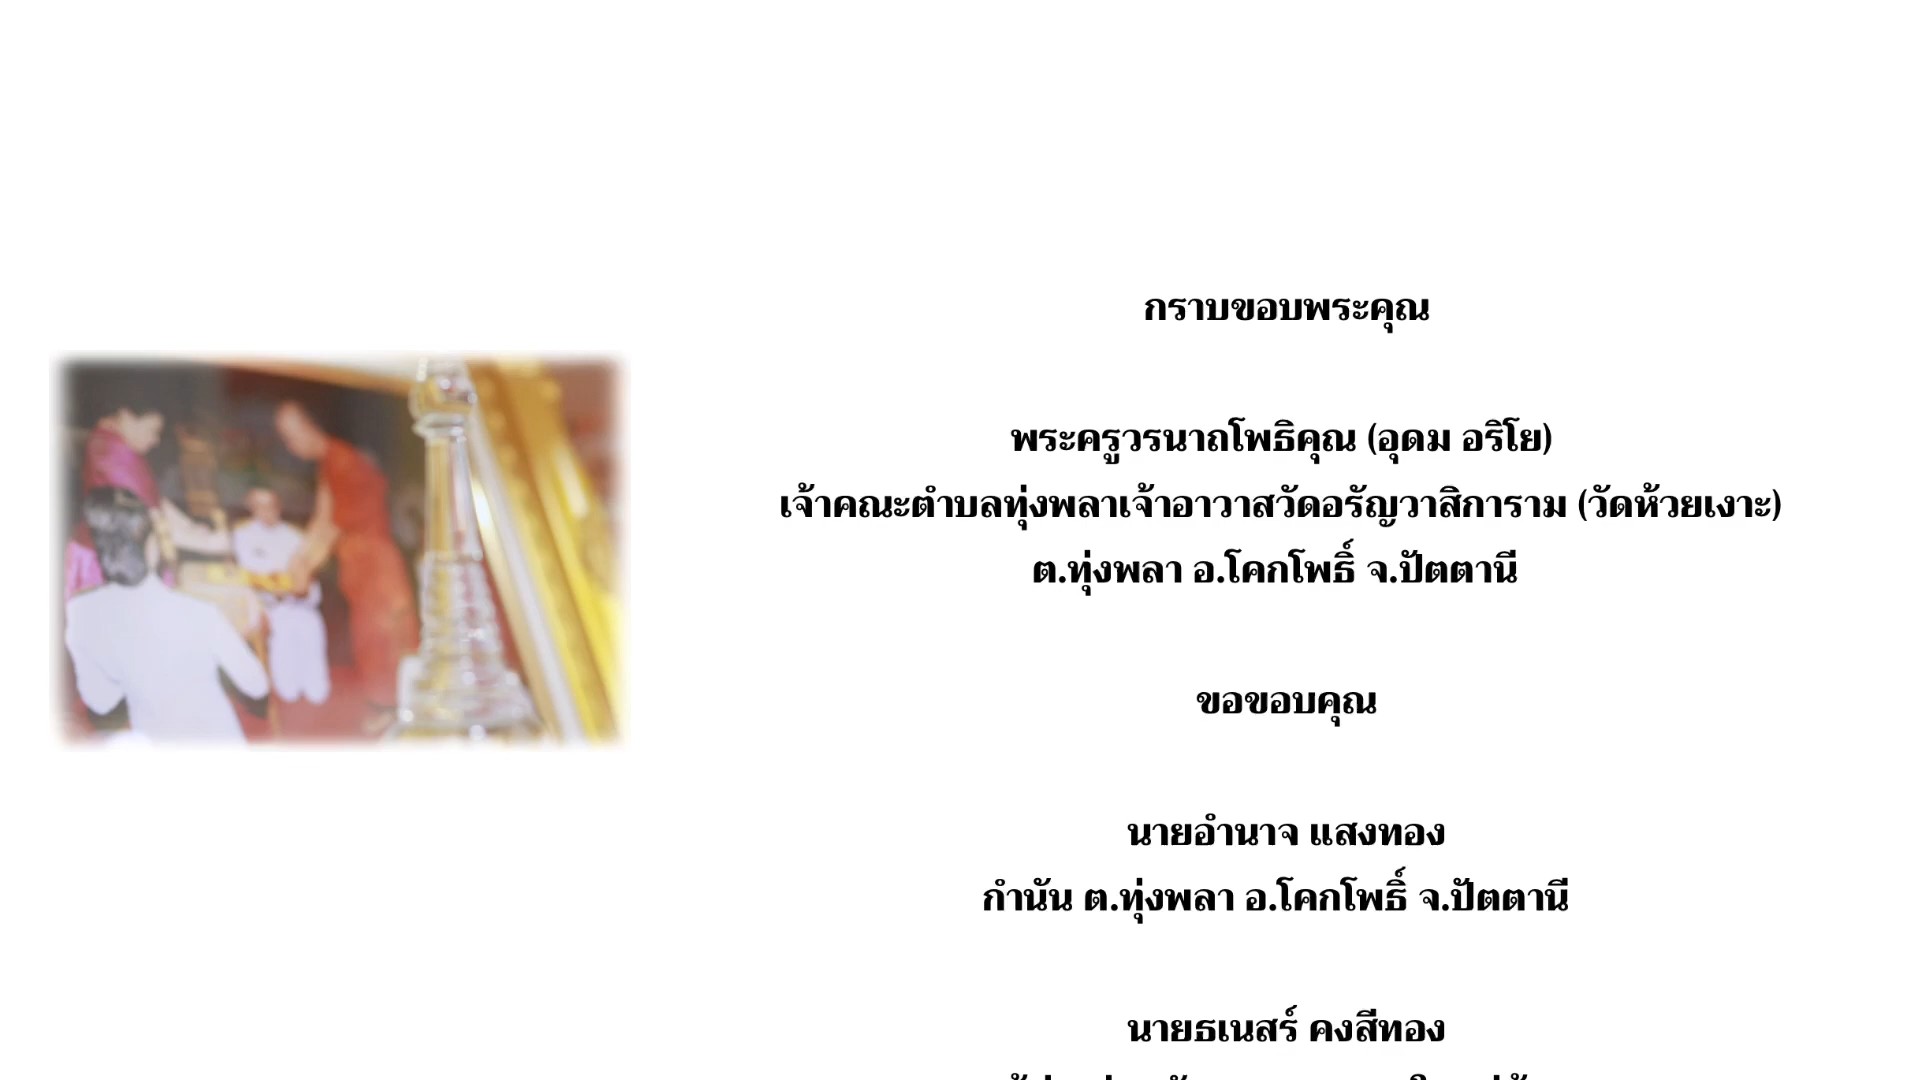 กราบขอบพระคุณ
พระครูวรนาถโพธิคุณ (อุดม อริโย)
เจ้าคณะตำบลทุ่งพลาเจ้าอาวาสวัดอรัญวาสิการาม (วัดห้วยเงาะ)
ต.ทุ่งพลา อ.โคกโพธิ์ จ.ปัตตานี
ขอขอบคุณ
นายอำนาจ แสงทอง
กำนัน ต.ทุ่งพลา อ.โคกโพธิ์ จ.ปัตตานี
นายธเนสร์ คงสีทอง